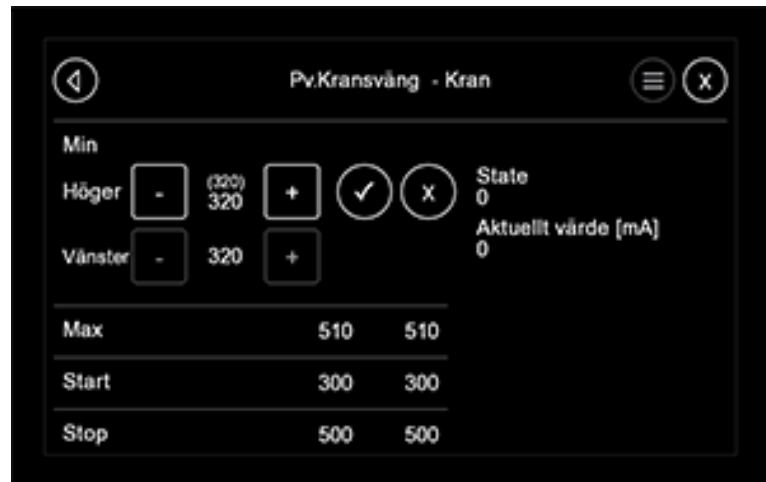 Pv.Kransväng - Kran X
Min
Höger - (320) 320 + ✓ X
State
0
Aktuellt värde [mA]
0
Vänster - 320 +
Max 510 510
Start 300 300
Stop 500 500